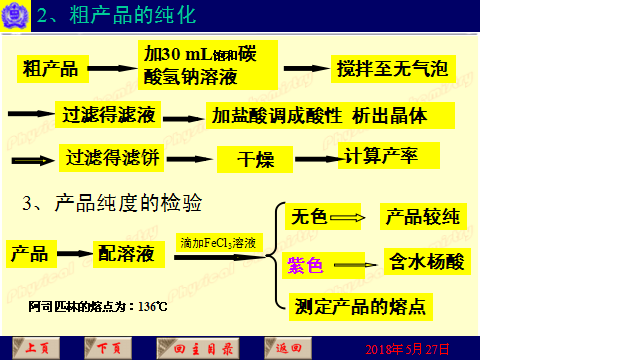 2、粗产品的纯化
粗产品
加30 mL饱和碳
酸氢钠溶液
搅拌至无气泡
过滤得滤液
加盐酸调成酸性 析出晶体
过滤得滤饼
干燥
计算产率
3、产品纯度的检验
产品
配溶液
滴加FeCl₃溶液
无色
产品较纯
紫色
含水杨酸
测定产品的熔点
阿司匹林的熔点为：136℃
上页
下页
回主目录
返回
2018年5月27日